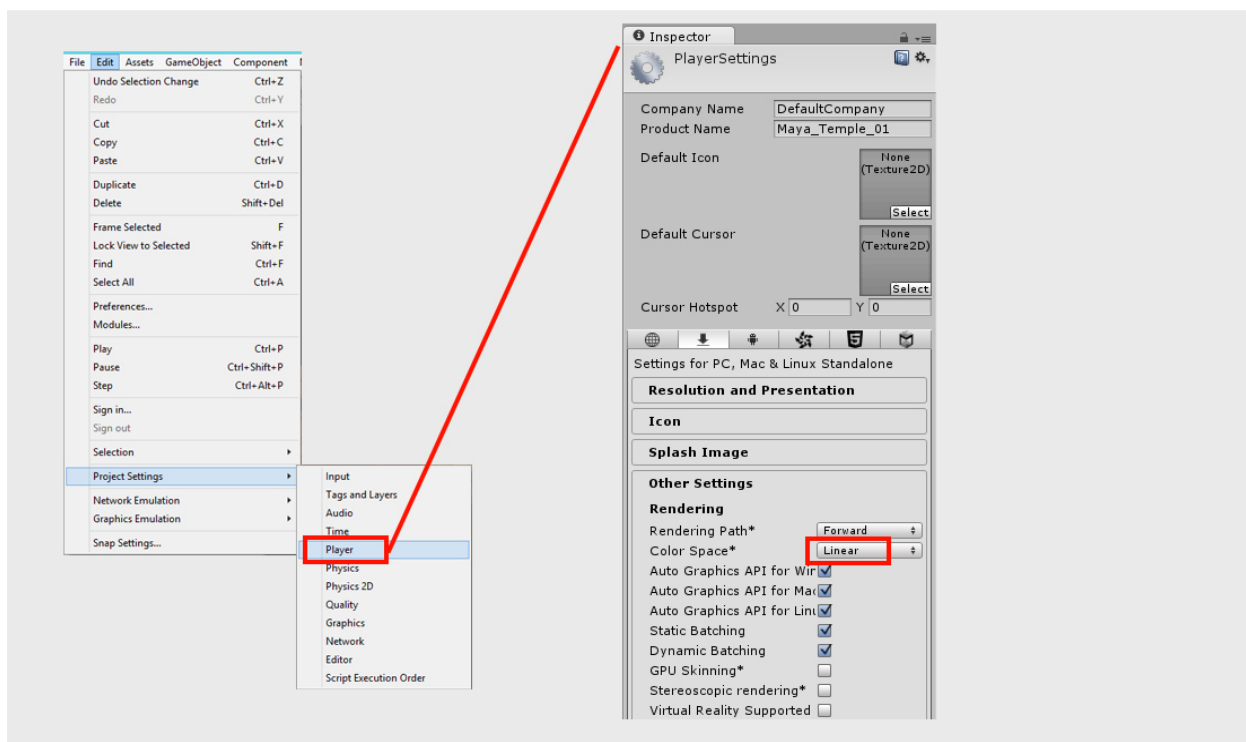 File Edit Assets GameObject Component
Undo Selection Change Ctrl+Z
Redo Ctrl+Y
Cut Ctrl+X
Copy Ctrl+C
Paste Ctrl+V
Duplicate Ctrl+D
Delete Shift+Del
Frame Selected F
Lock View to Selected Shift+F
Find Ctrl+F
Select All Ctrl+A
Preferences...
Modules...
Play Ctrl+P
Pause Ctrl+Shift+P
Step Ctrl+Alt+P
Sign in...
Sign out
Selection
Project Settings
Network Emulation
Graphics Emulation
Snap Settings...
Input
Tags and Layers
Audio
Time
Player
Physics
Physics 2D
Quality
Graphics
Network
Editor
Script Execution Order
Inspector
PlayerSettings
Company Name DefaultCompany
Product Name Maya_Temple_01
Default Icon None
(Texture2D)
Select
Default Cursor None
(Texture2D)
Select
Cursor Hotspot X 0 Y 0
Settings for PC, Mac & Linux Standalone
Resolution and Presentation
Icon
Splash Image
Other Settings
Rendering
Rendering Path* Forward
Color Space* Linear
Auto Graphics API for Win
Auto Graphics API for Mac
Auto Graphics API for Linu
Static Batching
Dynamic Batching
GPU Skinning*
Stereoscopic rendering*
Virtual Reality Supported